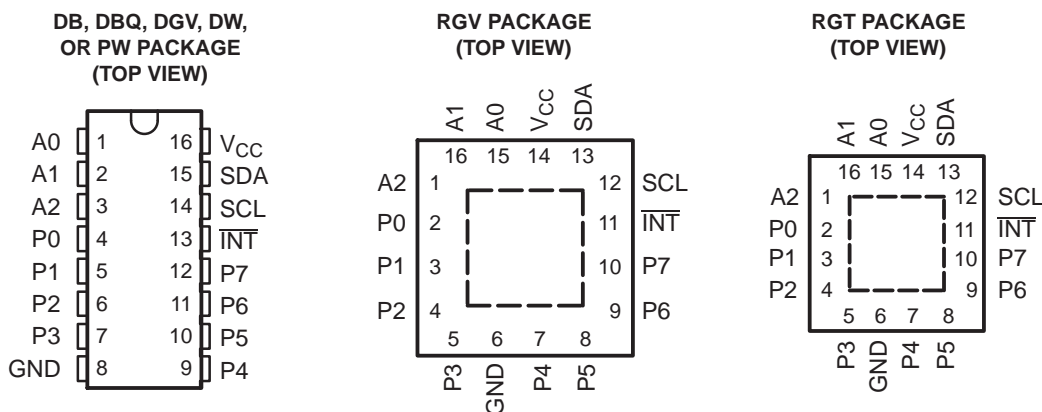 DB, DBQ, DGV, DW,
OR PW PACKAGE
(TOP VIEW)
A0 1 16 VCC
A1 2 15 SDA
A2 3 14 SCL
P0 4 13 INT
P1 5 12 P7
P2 6 11 P6
P3 7 10 P5
GND 8 9 P4
RGV PACKAGE
(TOP VIEW)
A1 A0 VCC SDA
16 15 14 13
A2 1 12 SCL
P0 2 11 INT
P1 3 10 P7
P2 4 9 P6
5 6 7 8
P3 GND P4 P5
RGT PACKAGE
(TOP VIEW)
A1 A0 VCC SDA
16 15 14 13
A2 1 12 SCL
P0 2 11 INT
P1 3 10 P7
P2 4 9 P6
5 6 7 8
P3 GND P4 P5